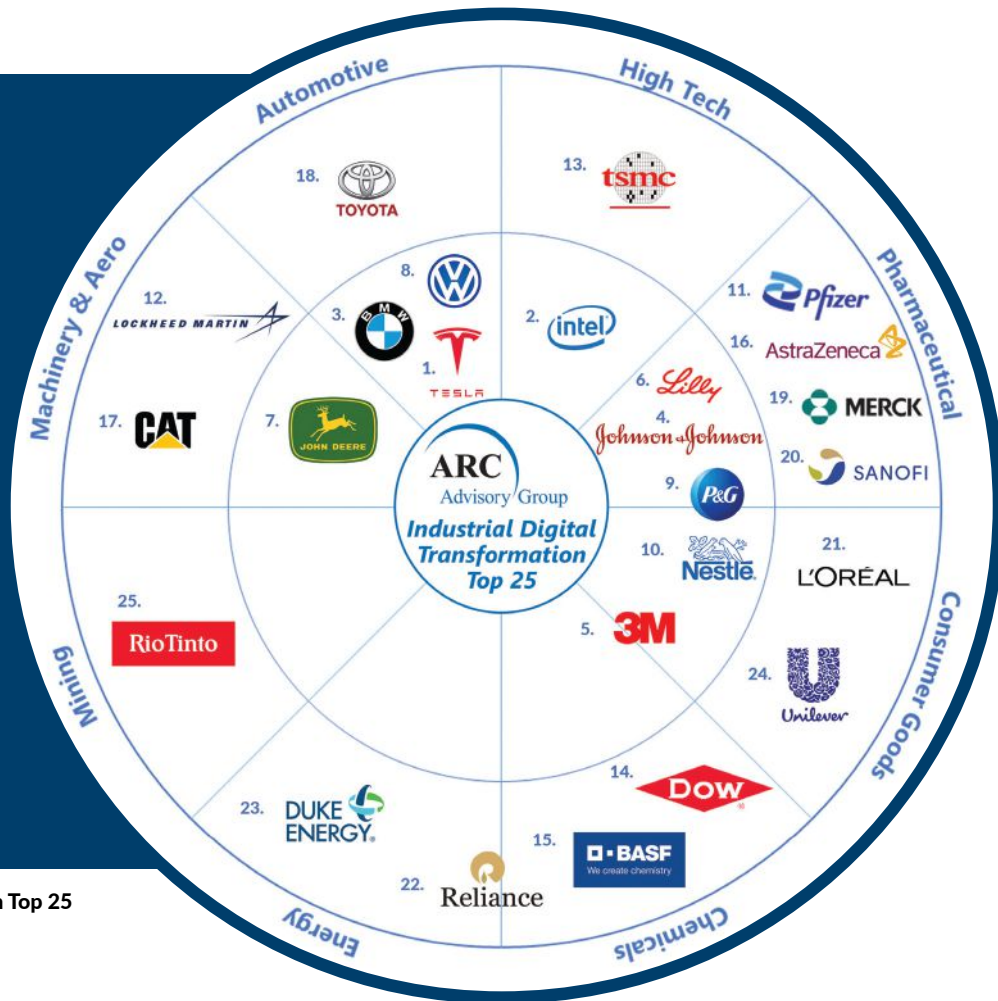 Automotive
High Tech
Machinery & Aero
Pharmaceutical
18.
TOYOTA
13.
tsmc
12.
LOCKHEED MARTIN
8.
3.
BMW
1.
TESLA
2.
intel
11.
Pfizer
16.
AstraZeneca
6.
Lilly
4.
Johnson+Johnson
19.
MERCK
20.
SANOFI
17.
CAT
7.
JOHN DEERE
ARC
Advisory Group
Industrial Digital
Transformation
Top 25
9.
P&G
10.
Nestlé
21.
L'ORÉAL
5.
3M
24.
Unilever
Consumer Goods
25.
RioTinto
Mining
23.
DUKE
ENERGY®
22.
Reliance
Energy
14.
DOW
15.
BASF
We create chemistry
Chemicals
Top 25